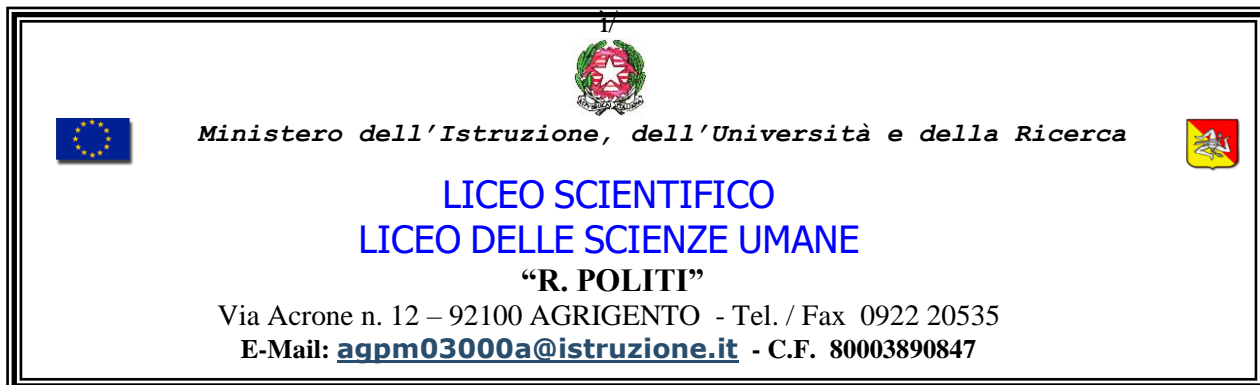 ì/
Ministero dell’Istruzione, dell’Università e della Ricerca
LICEO SCIENTIFICO
LICEO DELLE SCIENZE UMANE
“R. POLITI”
Via Acrone n. 12 – 92100 AGRIGENTO - Tel. / Fax 0922 20535
E-Mail: agpm03000a@istruzione.it - C.F. 80003890847